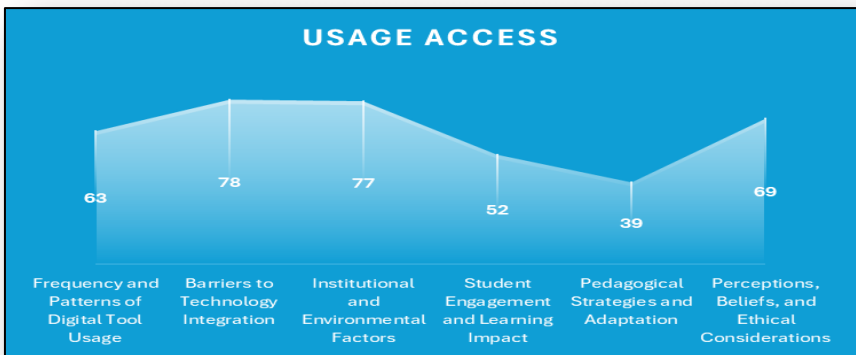 USAGE ACCESS
63
78
77
52
39
69
Frequency and
Patterns of
Digital Tool
Usage
Barriers to
Technology
Integration
Institutional
and
Environmental
Factors
Student
Engagement
and Learning
Impact
Pedagogical
Strategies and
Adaptation
Perceptions,
Beliefs, and
Ethical
Considerations